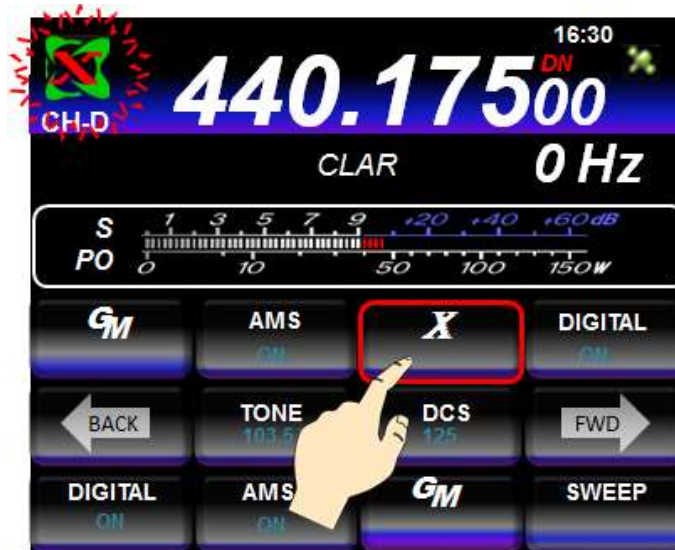 16:30
DN
CH-D
440.17500
CLAR 0 Hz
S 1 3 5 7 9 +20 +40 +60dB
PO 0 10 50 100 150W
GM AMS X DIGITAL
ON ON
BACK TONE DCS FWD
103.5 125
DIGITAL AMS GM SWEEP
ON ON